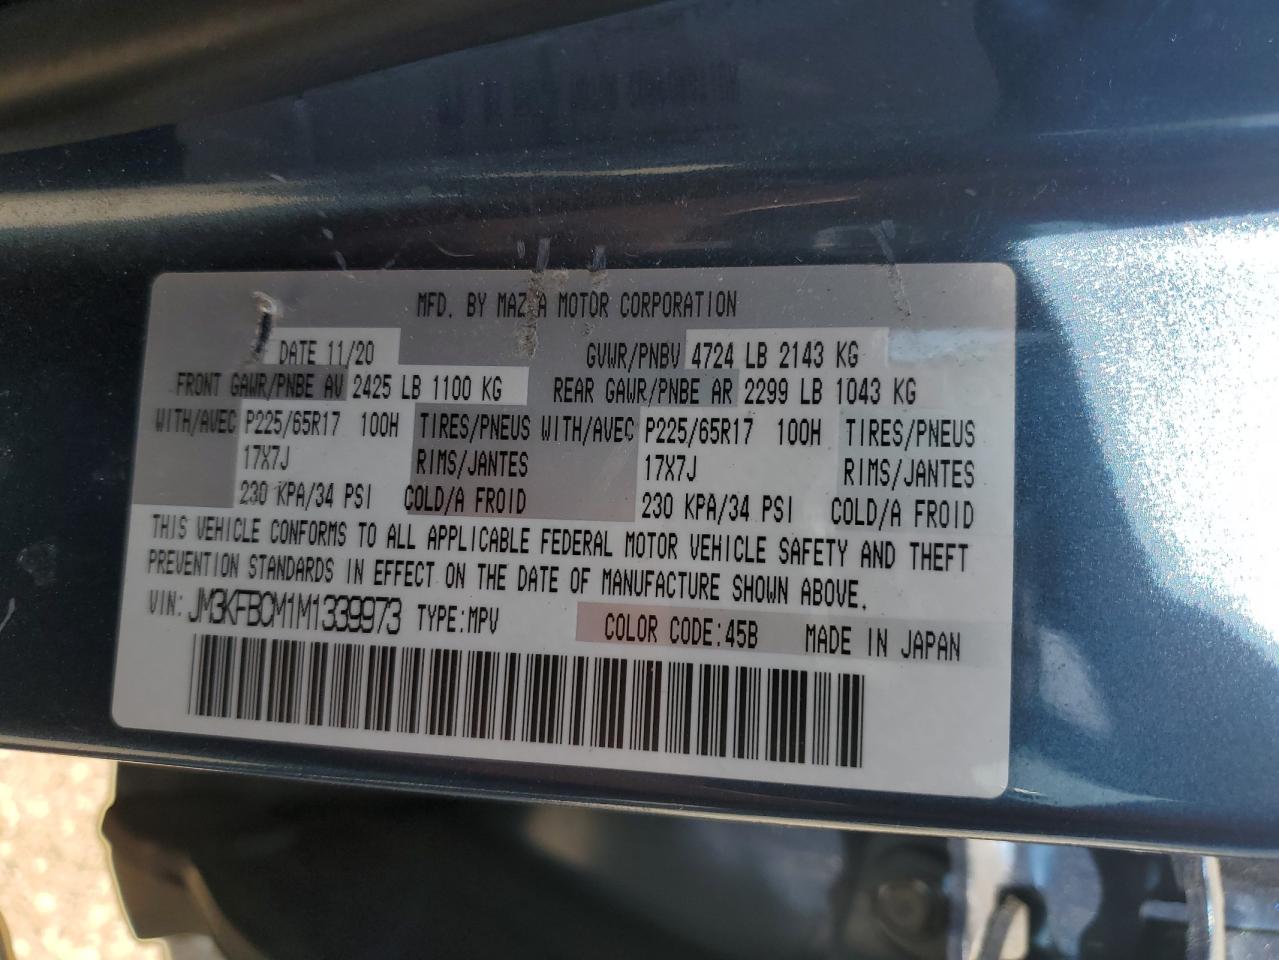 MFD. BY MAZDA MOTOR CORPORATION
DATE 11/20 GVWR/PNBV 4724 LB 2143 KG
FRONT GAWR/PNBE AV 2425 LB 1100 KG REAR GAWR/PNBE AR 2299 LB 1043 KG
WITH/AVEC P225/65R17 100H TIRES/PNEUS WITH/AVEC P225/65R17 100H TIRES/PNEUS
17X7J RIMS/JANTES 17X7J RIMS/JANTES
230 KPA/34 PSI COLD/A FROID 230 KPA/34 PSI COLD/A FROID
THIS VEHICLE CONFORMS TO ALL APPLICABLE FEDERAL MOTOR VEHICLE SAFETY AND THEFT
PREVENTION STANDARDS IN EFFECT ON THE DATE OF MANUFACTURE SHOWN ABOVE.
VIN: JM3KFBCM1M1339973 TYPE:MPV COLOR CODE:45B MADE IN JAPAN